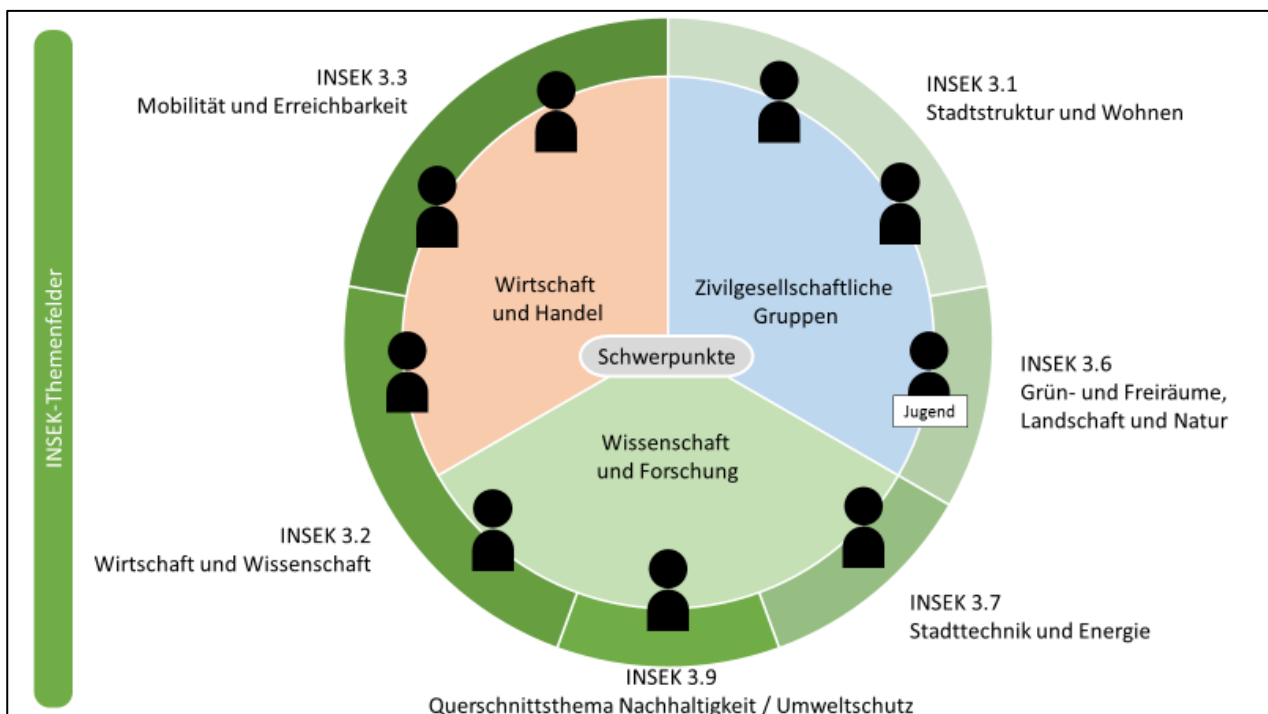 INSEK-Themenfelder
INSEK 3.3
Mobilität und Erreichbarkeit
INSEK 3.1
Stadtstruktur und Wohnen
Wirtschaft
und Handel
Zivilgesellschaftliche
Gruppen
Schwerpunkte
INSEK 3.6
Grün- und Freiräume,
Landschaft und Natur
Jugend
Wissenschaft
und Forschung
INSEK 3.2
Wirtschaft und Wissenschaft
INSEK 3.7
Stadttechnik und Energie
INSEK 3.9
Querschnittsthema Nachhaltigkeit / Umweltschutz